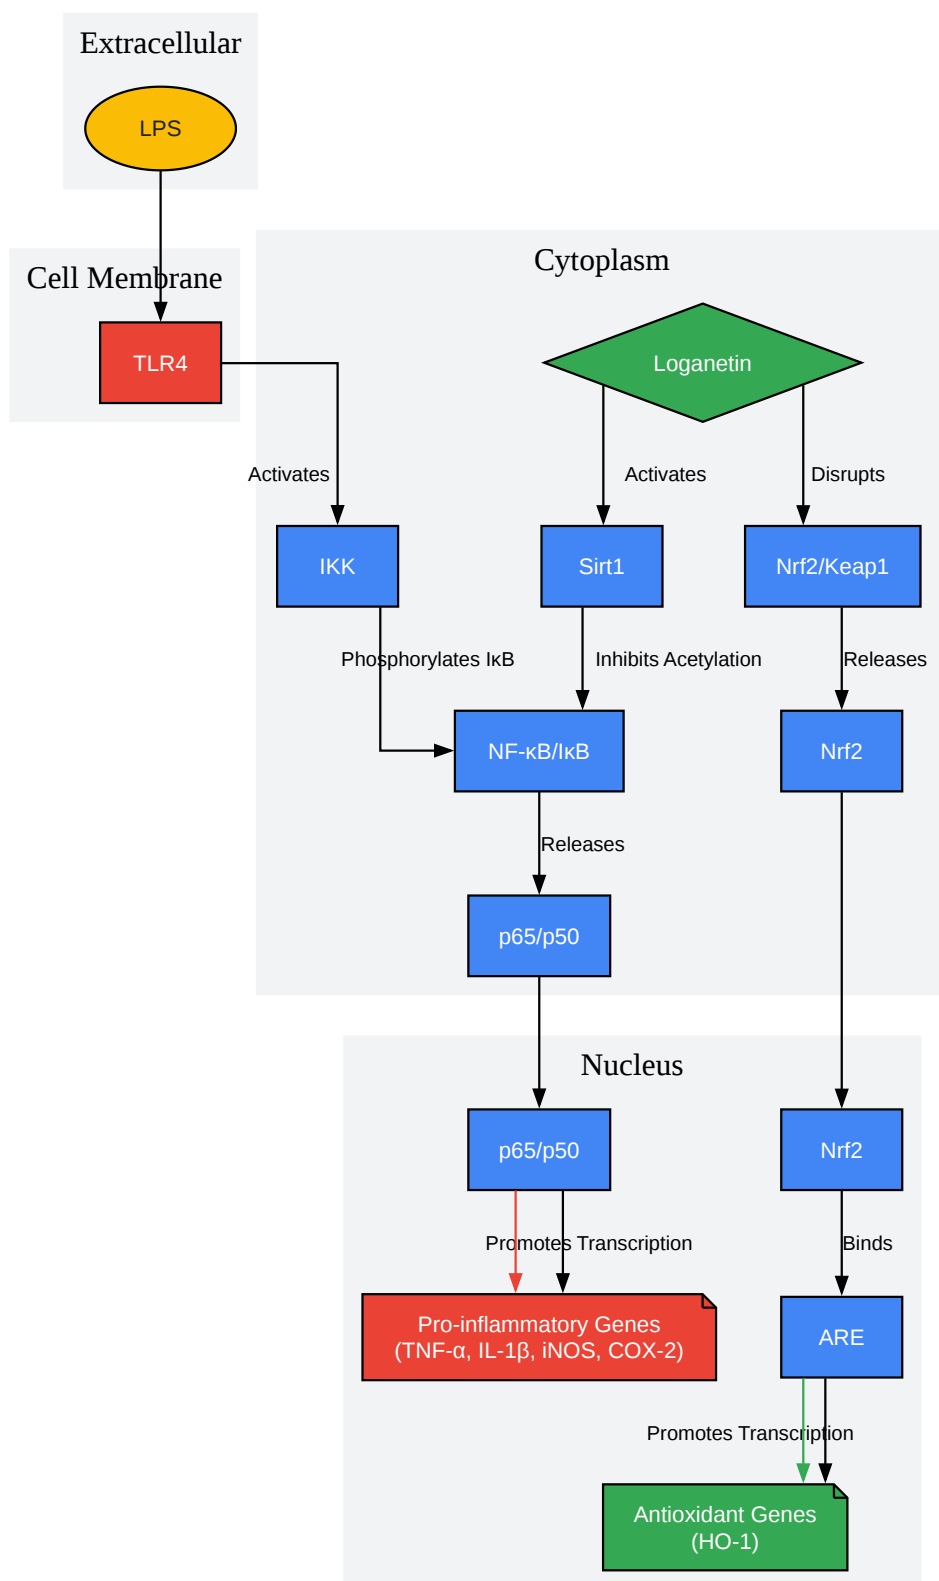 Extracellular
LPS
Cell Membrane
TLR4
Cytoplasm
Loganetin
Activates
Activates
Disrupts
IKK
Sirt1
Nrf2/Keap1
Phosphorylates IκB
Inhibits Acetylation
Releases
NF-κB/IκB
Nrf2
Releases
p65/p50
Nucleus
p65/p50
Nrf2
Promotes Transcription
Binds
Pro-inflammatory Genes
(TNF-α, IL-1β, iNOS, COX-2)
ARE
Promotes Transcription
Antioxidant Genes
(HO-1)